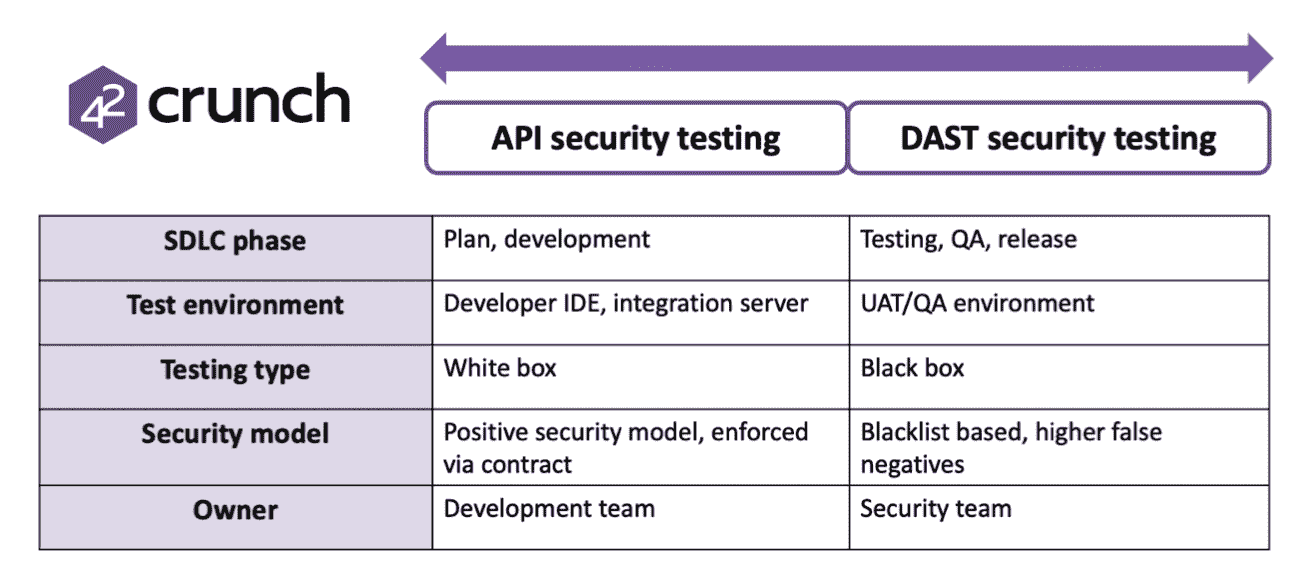 42 crunch
API security testing
DAST security testing
SDLC phase
Plan, development
Testing, QA, release
Test environment
Developer IDE, integration server
UAT/QA environment
Testing type
White box
Black box
Security model
Positive security model, enforced
via contract
Blacklist based, higher false
negatives
Owner
Development team
Security team